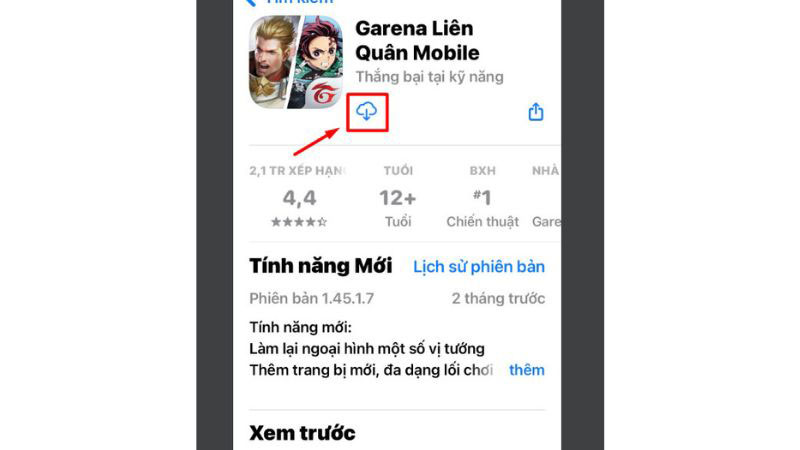 Tìm kiếm
Garena Liên
Quân Mobile
Thắng bại tại kỹ năng
2,1 TR XẾP HẠNG
TUỔI
BXH
NHÀ
4,4
12+
#1
Tuổi
Chiến thuật
Gare
Tính năng Mới
Lịch sử phiên bản
Phiên bản 1.45.1.7
2 tháng trước
Tính năng mới:
Làm lại ngoại hình một số vị tướng
Thêm trang bị mới, đa dạng lối chơi thêm
Xem trước